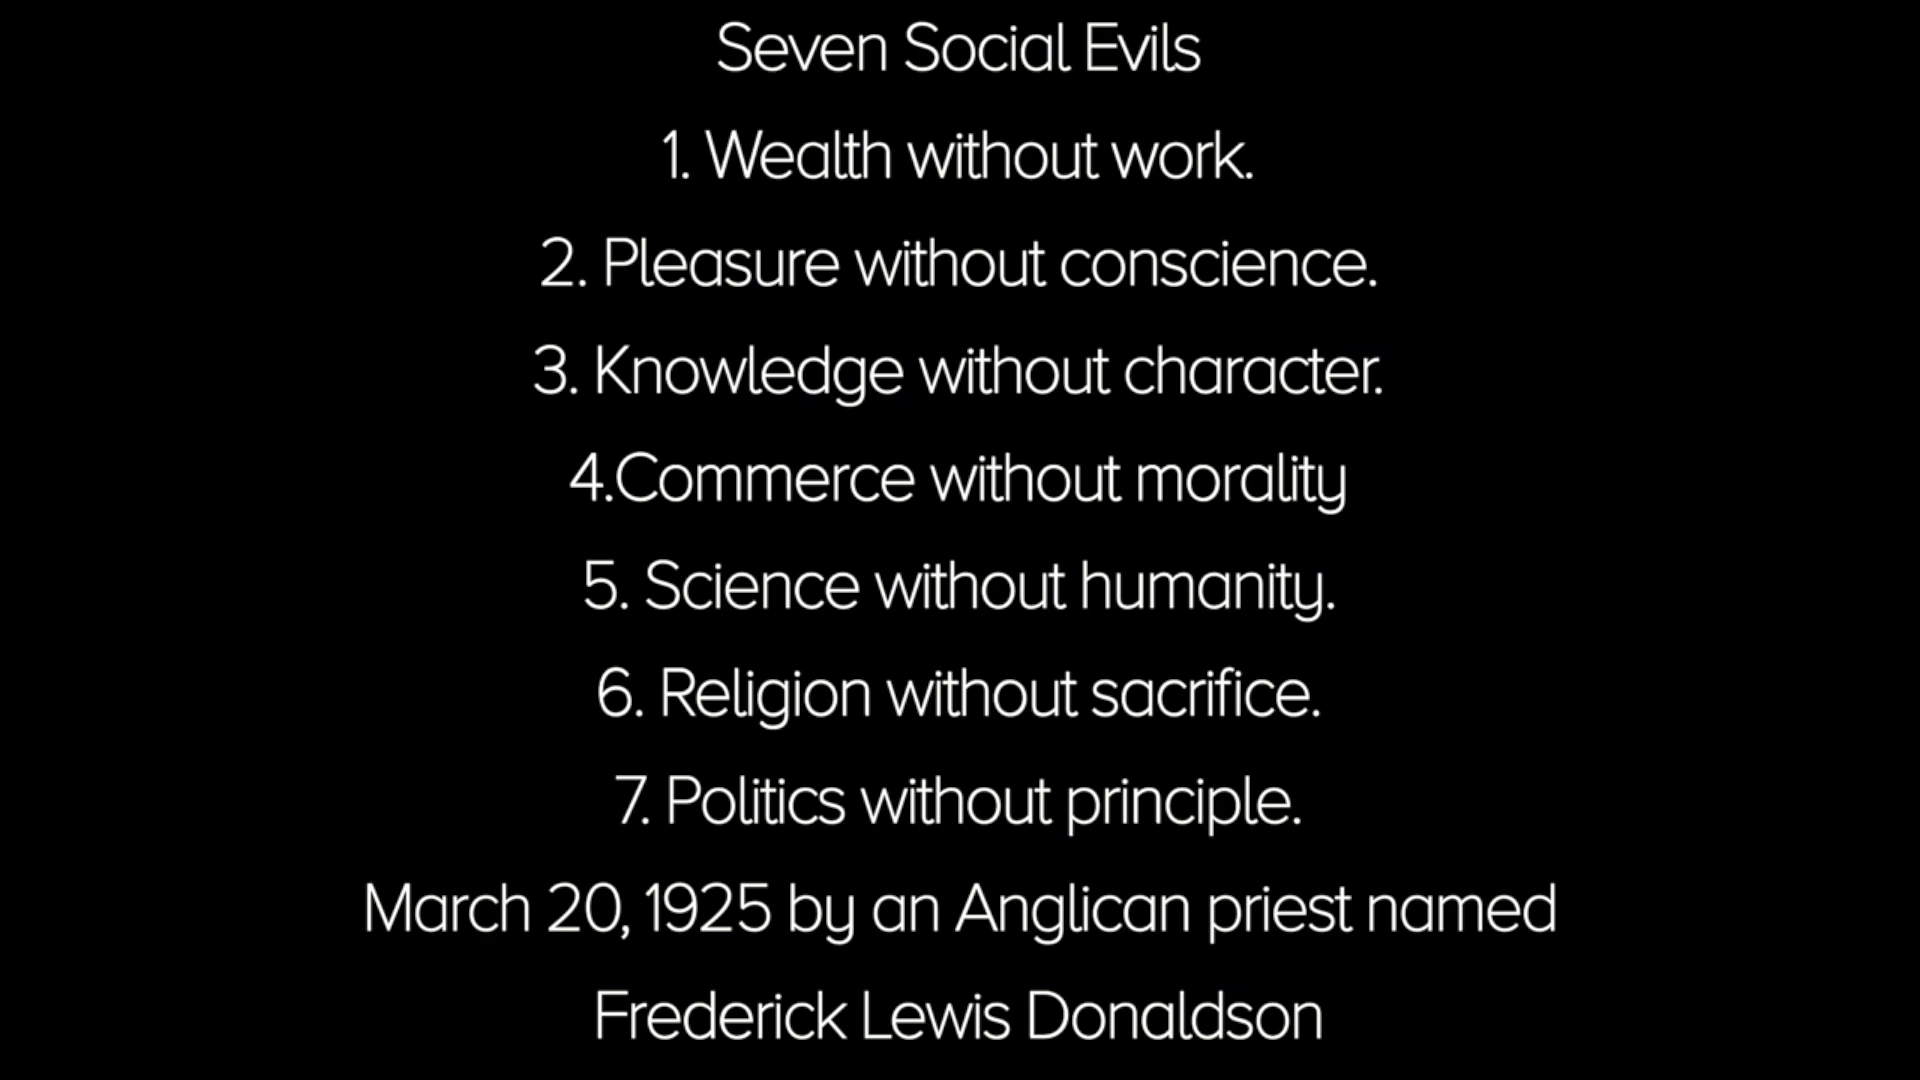 Seven Social Evils
1. Wealth without work.
2. Pleasure without conscience.
3. Knowledge without character.
4.Commerce without morality
5. Science without humanity.
6. Religion without sacrifice.
7. Politics without principle.
March 20, 1925 by an Anglican priest named
Frederick Lewis Donaldson